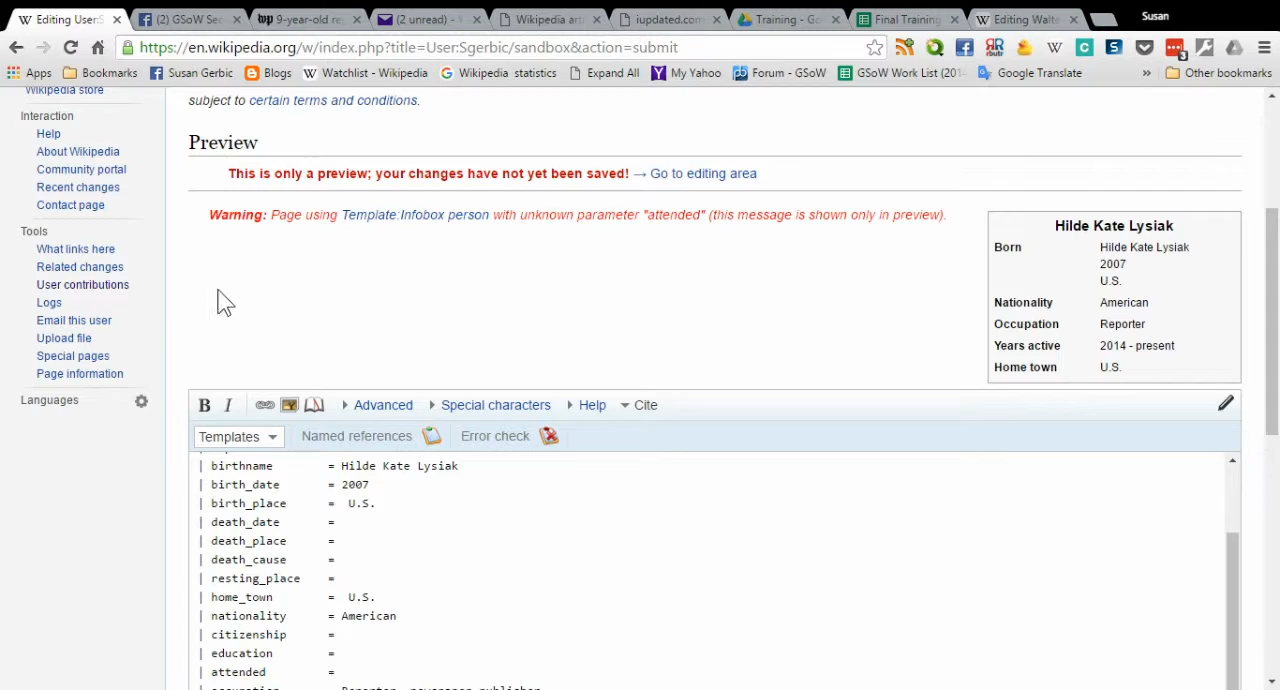 Editing User:S
(2) GSoW Sec
9-year-old re
(2 unread) -
Wikipedia arti
iupdated.com
Training - Go
Final Training
Editing Walte
Susan
https://en.wikipedia.org/w/index.php?title=User:Sgerbic/sandbox&action=submit
Apps Bookmarks Susan Gerbic Blogs Watchlist - Wikipedia Wikipedia statistics Expand All My Yahoo Forum - GSoW GSoW Work List (201 Google Translate » Other bookmarks
Wikipedia store
Interaction
Help
About Wikipedia
Community portal
Recent changes
Contact page
Tools
What links here
Related changes
User contributions
Logs
Email this user
Upload file
Special pages
Page information
Languages
subject to certain terms and conditions.
Preview
This is only a preview; your changes have not yet been saved! → Go to editing area
Warning: Page using Template:Infobox person with unknown parameter "attended" (this message is shown only in preview).
Hilde Kate Lysiak
Born Hilde Kate Lysiak
2007
U.S.
Nationality American
Occupation Reporter
Years active 2014 - present
Home town U.S.
B I Advanced Special characters Help Cite
Templates Named references Error check
| birthname = Hilde Kate Lysiak
| birth_date = 2007
| birth_place = U.S.
| death_date =
| death_place =
| death_cause =
| resting_place =
| home_town = U.S.
| nationality = American
| citizenship =
| education =
| attended =
| occupation = Reporter, newspaper publisher